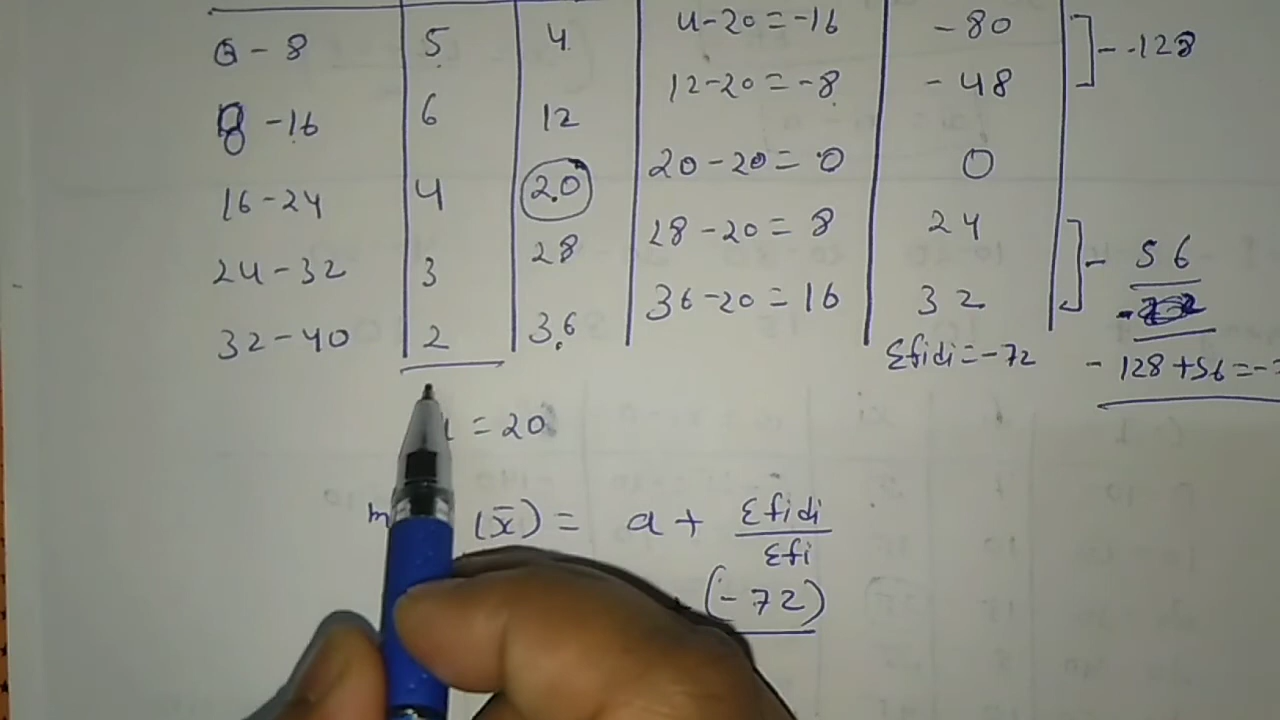 0 - 8 5 4 4-20 = -16 -80 - -128
8 - 16 6 12 12-20 = -8 -48
16-24 4 20 20-20 = 0 0
24-32 3 28 28-20 = 8 24 - 56
32-40 2 36 36-20 = 16 32
Σfidi = -72 - 128 + 56 = -
= 20
(x̄) = a + Σfidi
Σfi
(-72)